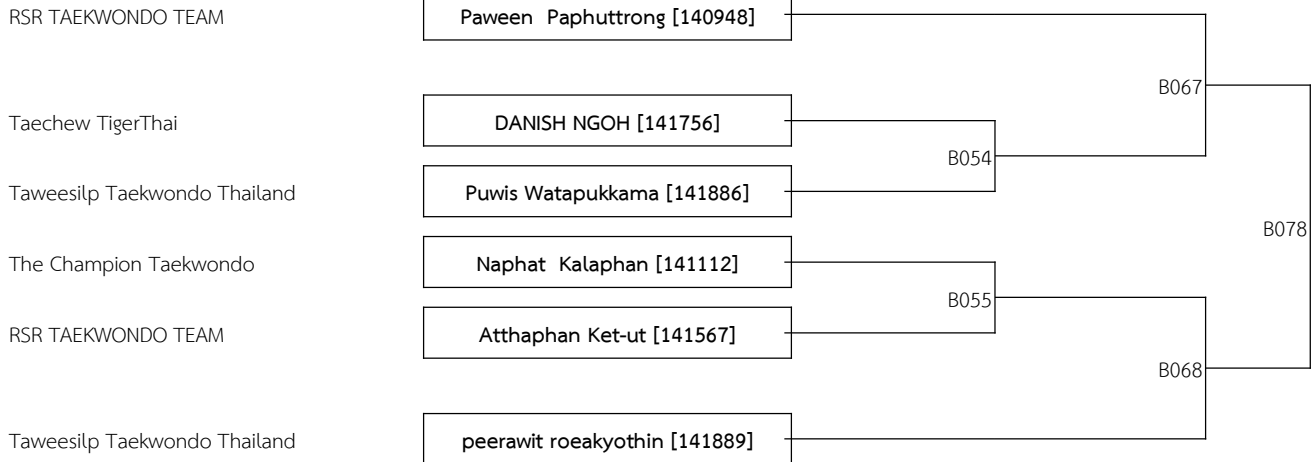 RSR TAEKWONDO TEAM Paween  Paphuttrong [140948]
B067
Taechew TigerThai DANISH NGOH [141756]
B054
Taweesilp Taekwondo Thailand Puwis Watapukkama [141886]
B078
The Champion Taekwondo Naphat  Kalaphan [141112]
B055
RSR TAEKWONDO TEAM Atthaphan Ket-ut [141567]
B068
Taweesilp Taekwondo Thailand peerawit roeakyothin [141889]